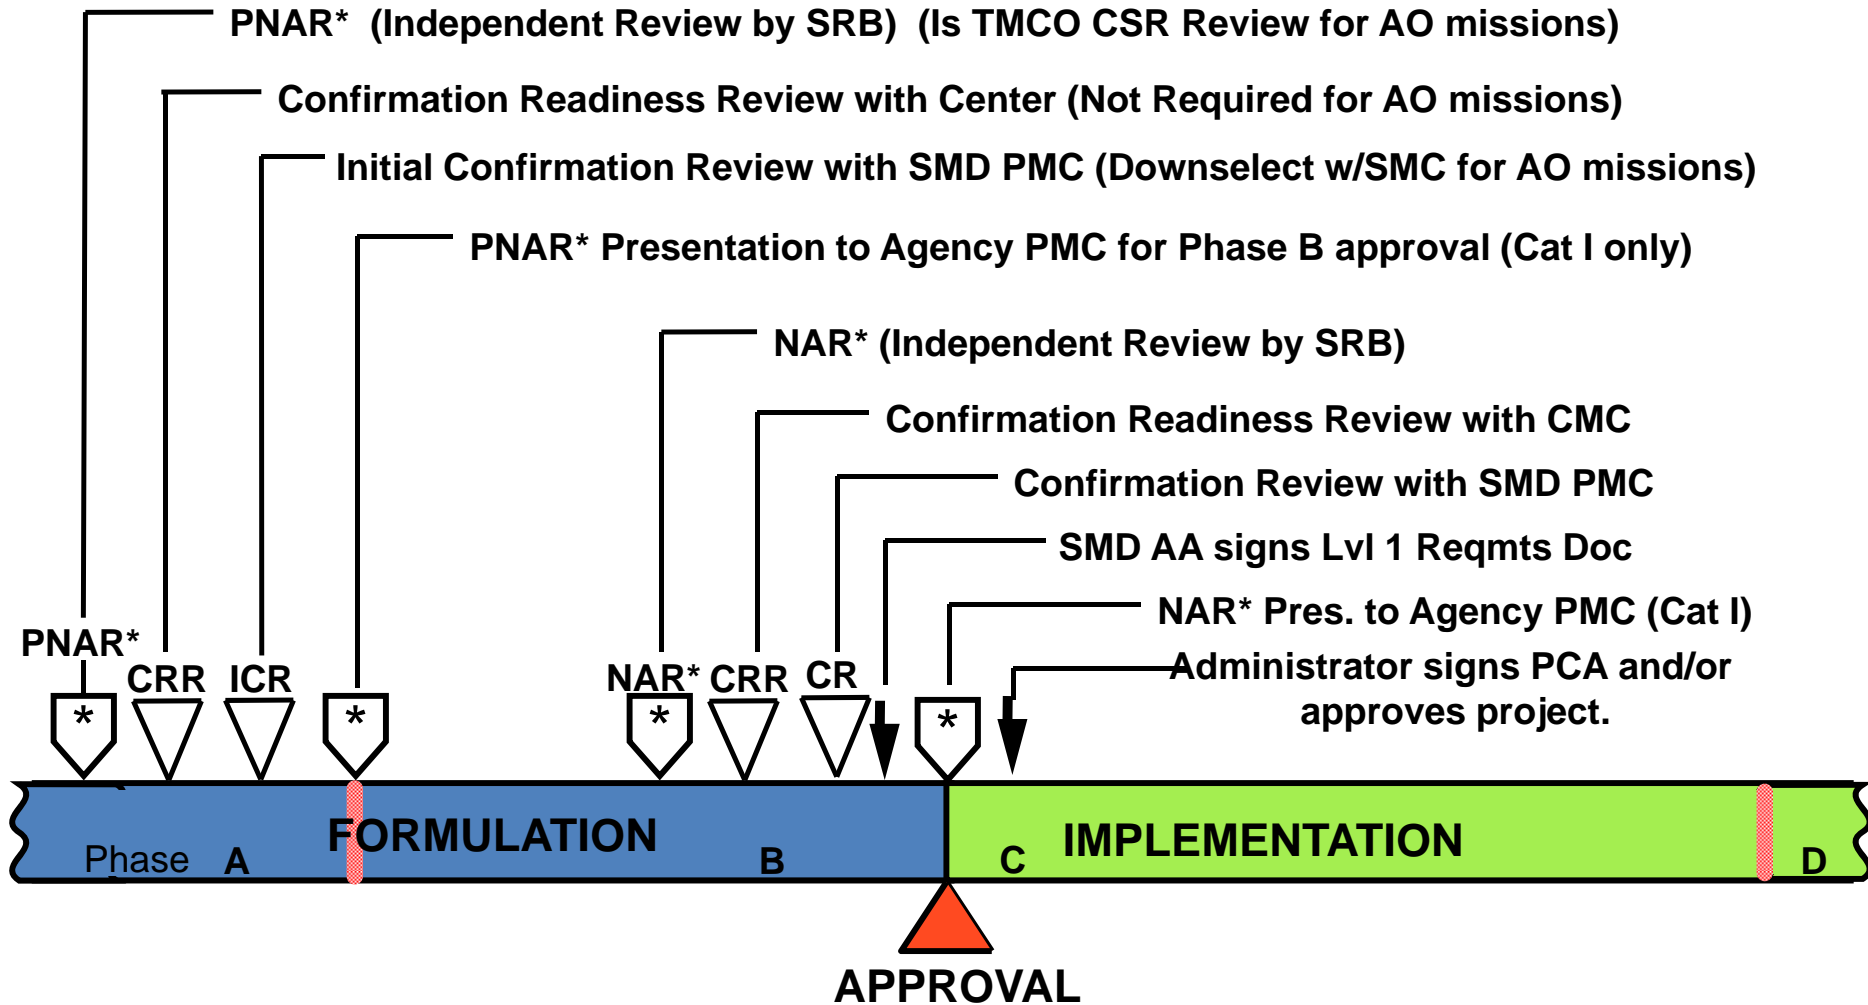 PNAR* (Independent Review by SRB) (Is TMCO CSR Review for AO missions)
Confirmation Readiness Review with Center (Not Required for AO missions)
Initial Confirmation Review with SMD PMC (Downselect w/SMC for AO missions)
PNAR* Presentation to Agency PMC for Phase B approval (Cat I only)
NAR* (Independent Review by SRB)
Confirmation Readiness Review with CMC
Confirmation Review with SMD PMC
SMD AA signs Lvl 1 Reqmts Doc
NAR* Pres. to Agency PMC (Cat I)
Administrator signs PCA and/or
approves project.
PNAR*
CRR
ICR
NAR*
CRR
CR
*
*
*
*
FORMULATION
IMPLEMENTATION
Phase A
B
C
D
APPROVAL